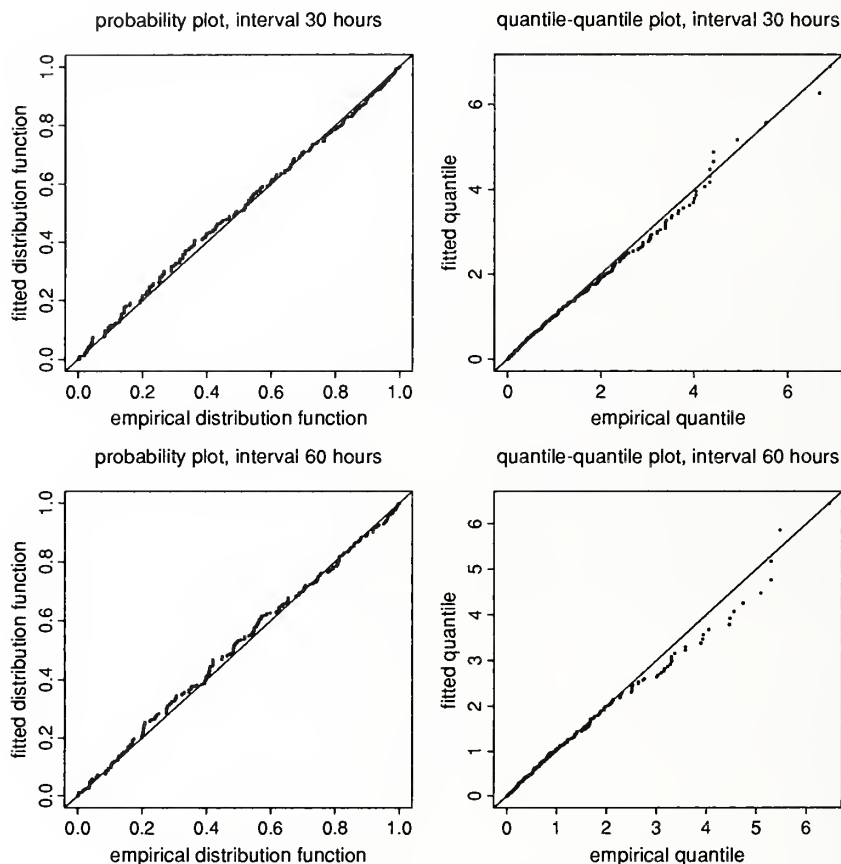 probability plot, interval 30 hours
fitted distribution function
0.0 0.2 0.4 0.6 0.8 1.0
0.0 0.2 0.4 0.6 0.8 1.0
empirical distribution function
quantile-quantile plot, interval 30 hours
fitted quantile
0 2 4 6
0 2 4 6
empirical quantile
probability plot, interval 60 hours
fitted distribution function
0.0 0.2 0.4 0.6 0.8 1.0
0.0 0.2 0.4 0.6 0.8 1.0
empirical distribution function
quantile-quantile plot, interval 60 hours
fitted quantile
0 1 2 3 4 5 6
0 1 2 3 4 5 6
empirical quantile